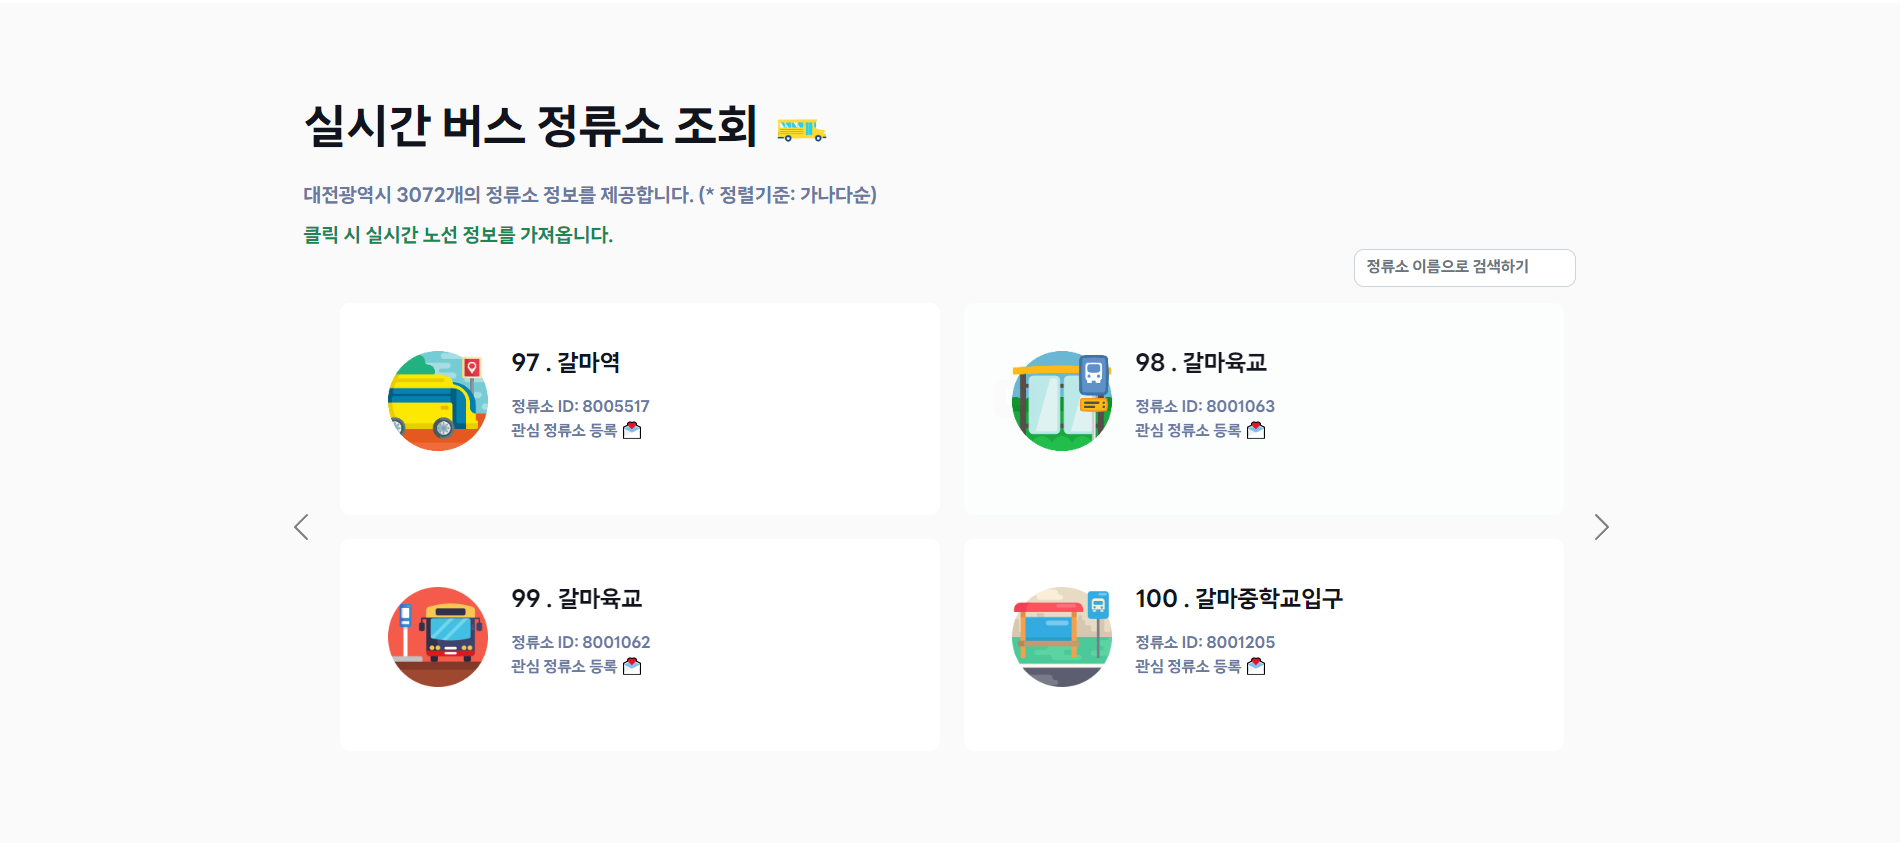 실시간 버스 정류소 조회
대전광역시 3072개의 정류소 정보를 제공합니다. (* 정렬기준: 가나다순)
클릭 시 실시간 노선 정보를 가져옵니다.
정류소 이름으로 검색하기
97 . 갈마역
정류소 ID: 8005517
관심 정류소 등록
98 . 갈마육교
정류소 ID: 8001063
관심 정류소 등록
99 . 갈마육교
정류소 ID: 8001062
관심 정류소 등록
100 . 갈마중학교입구
정류소 ID: 8001205
관심 정류소 등록